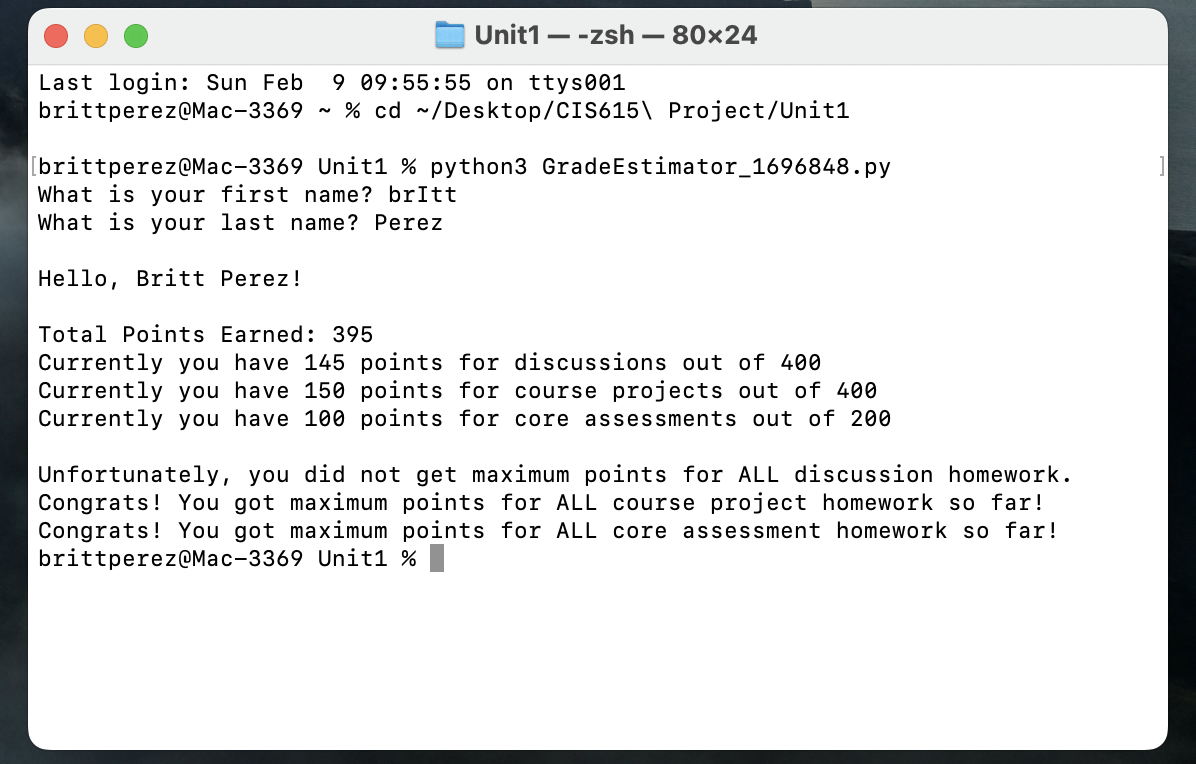 Unit1 — -zsh — 80×24
Last login: Sun Feb  9 09:55:55 on ttys001
brittperez@Mac-3369 ~ % cd ~/Desktop/CIS615\ Project/Unit1
[brittperez@Mac-3369 Unit1 % python3 GradeEstimator_1696848.py ]
What is your first name? brItt
What is your last name? Perez
Hello, Britt Perez!
Total Points Earned: 395
Currently you have 145 points for discussions out of 400
Currently you have 150 points for course projects out of 400
Currently you have 100 points for core assessments out of 200
Unfortunately, you did not get maximum points for ALL discussion homework.
Congrats! You got maximum points for ALL course project homework so far!
Congrats! You got maximum points for ALL core assessment homework so far!
brittperez@Mac-3369 Unit1 %